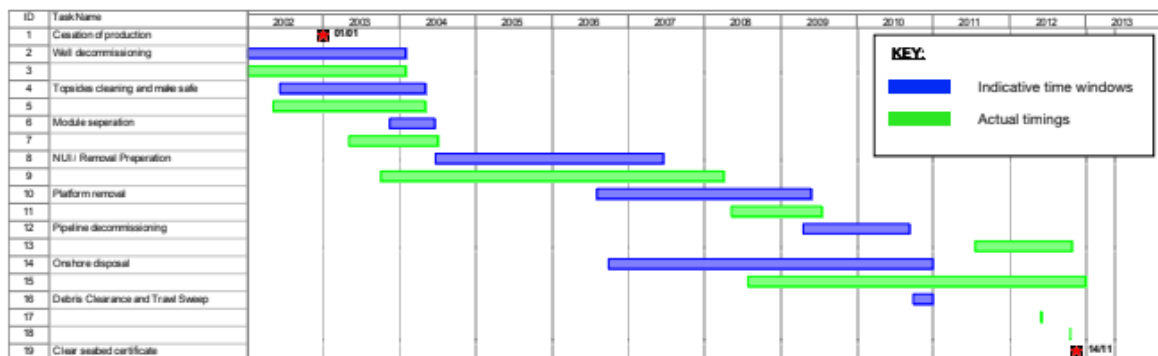 ID Task Name 2002 2003 2004 2005 2006 2007 2008 2009 2010 2011 2012 2013
1 Cesation of production 01/01
2 Well decommissioning
3
4 Topsides cleaning and make safe
5
6 Module seperation
7
8 NUI / Removal Preperation
9
10 Platform removal
11
12 Pipeline decommissioning
13
14 Onshore disposal
15
16 Debris Clearance and Trawl Sweep
17
18
19 Clear seabed certificate 14/11
KEY:
Indicative time windows
Actual timings